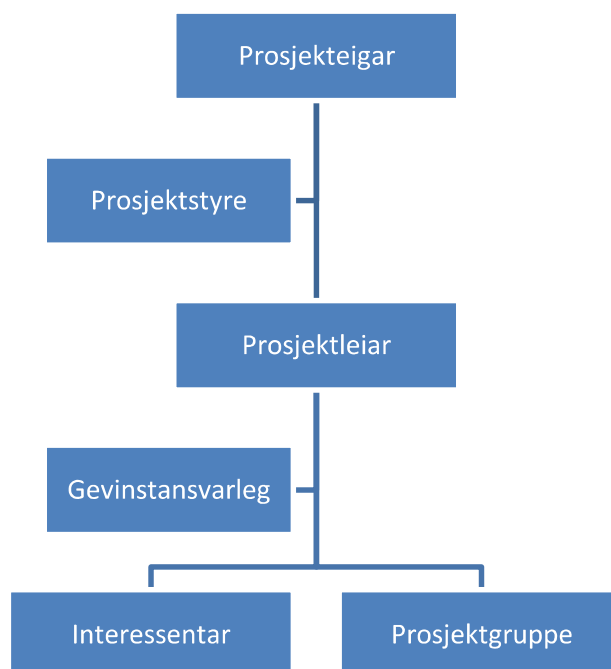 Prosjekteigar
Prosjektstyre
Prosjektleiar
Gevinstansvarleg
Interessentar
Prosjektgruppe